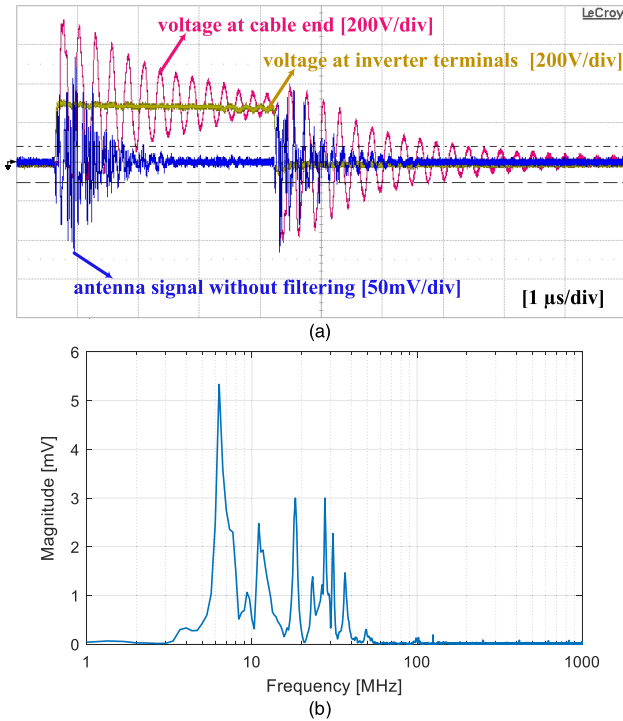 LeCroy
voltage at cable end [200V/div]
voltage at inverter terminals [200V/div]
antenna signal without filtering [50mV/div]
[1 µs/div]
(a)
6
5
4
3
2
1
0
Magnitude [mV]
1 10 100 1000
Frequency [MHz]
(b)